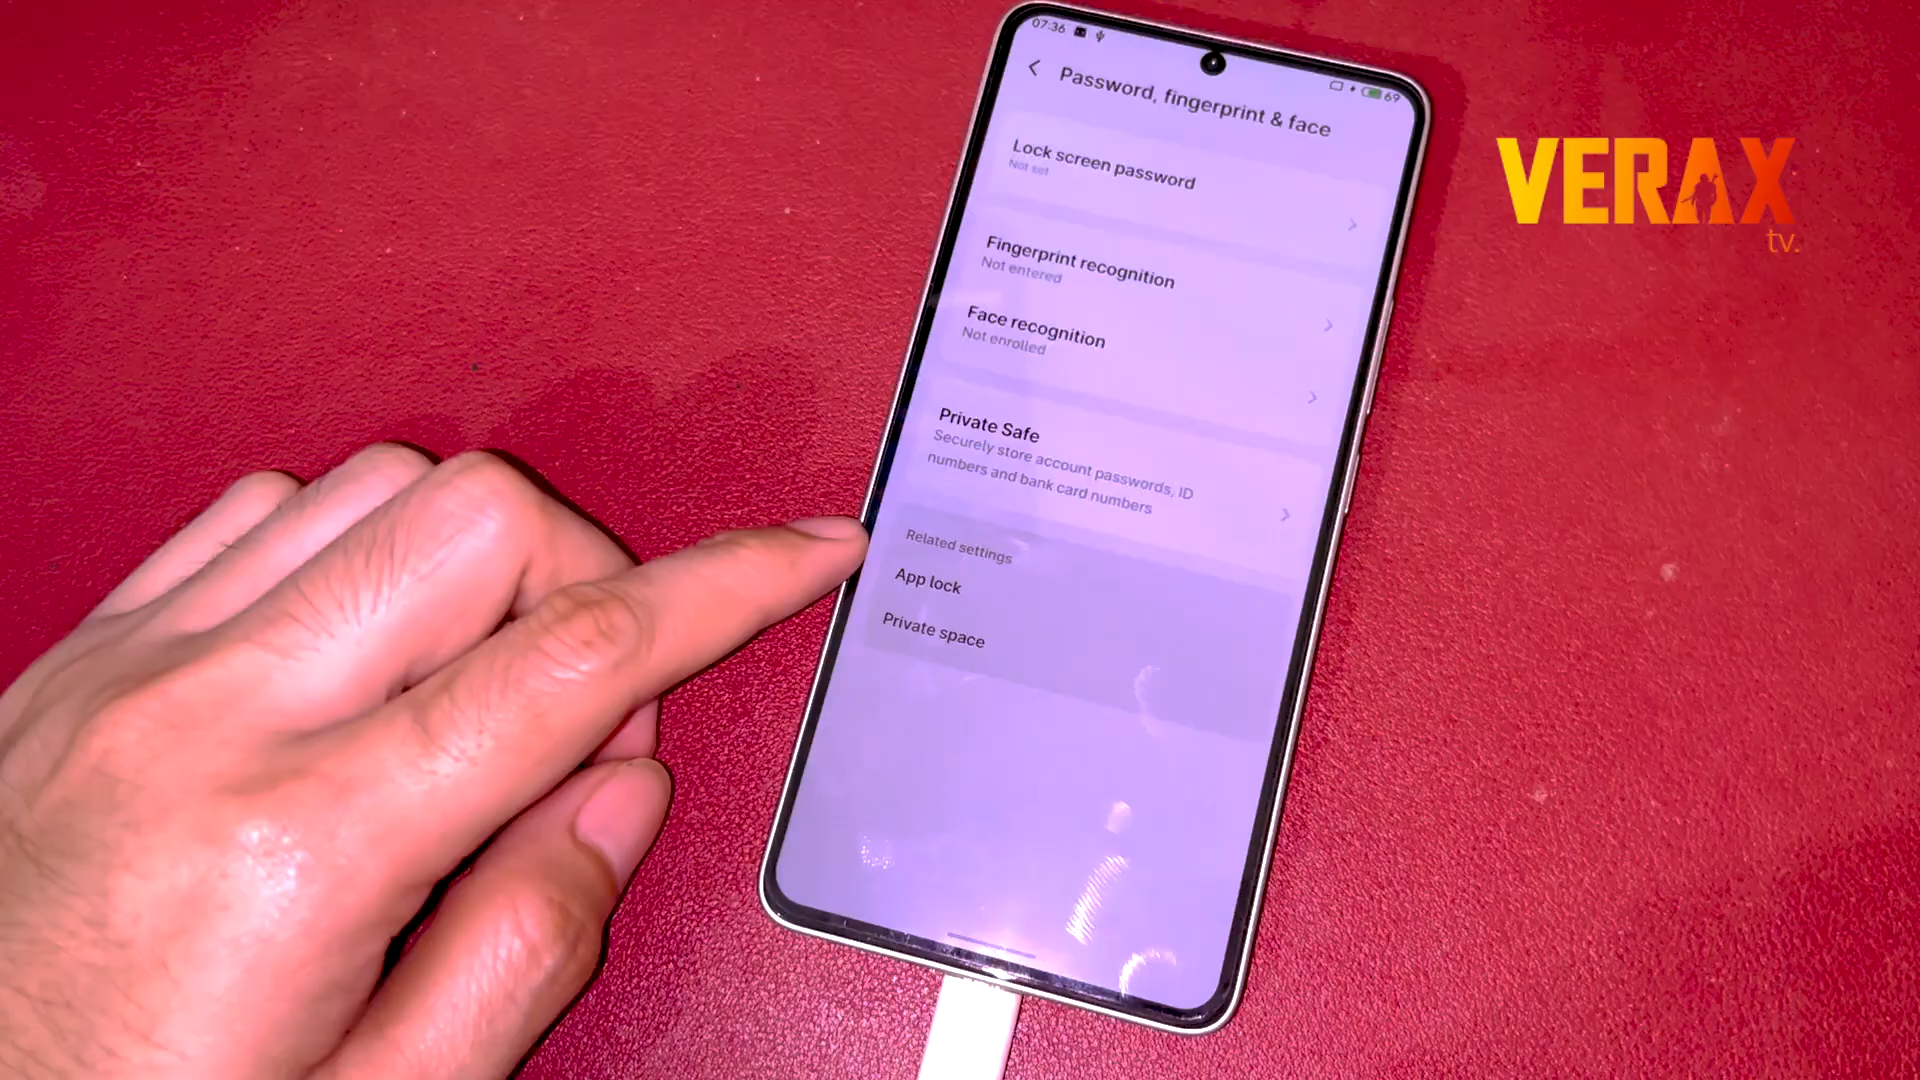 07:36
69
Password, fingerprint & face
Lock screen password
Not set
Fingerprint recognition
Not entered
Face recognition
Not enrolled
Private Safe
Securely store account passwords, ID
numbers and bank card numbers
Related settings
App lock
Private space
VERAX
tv.